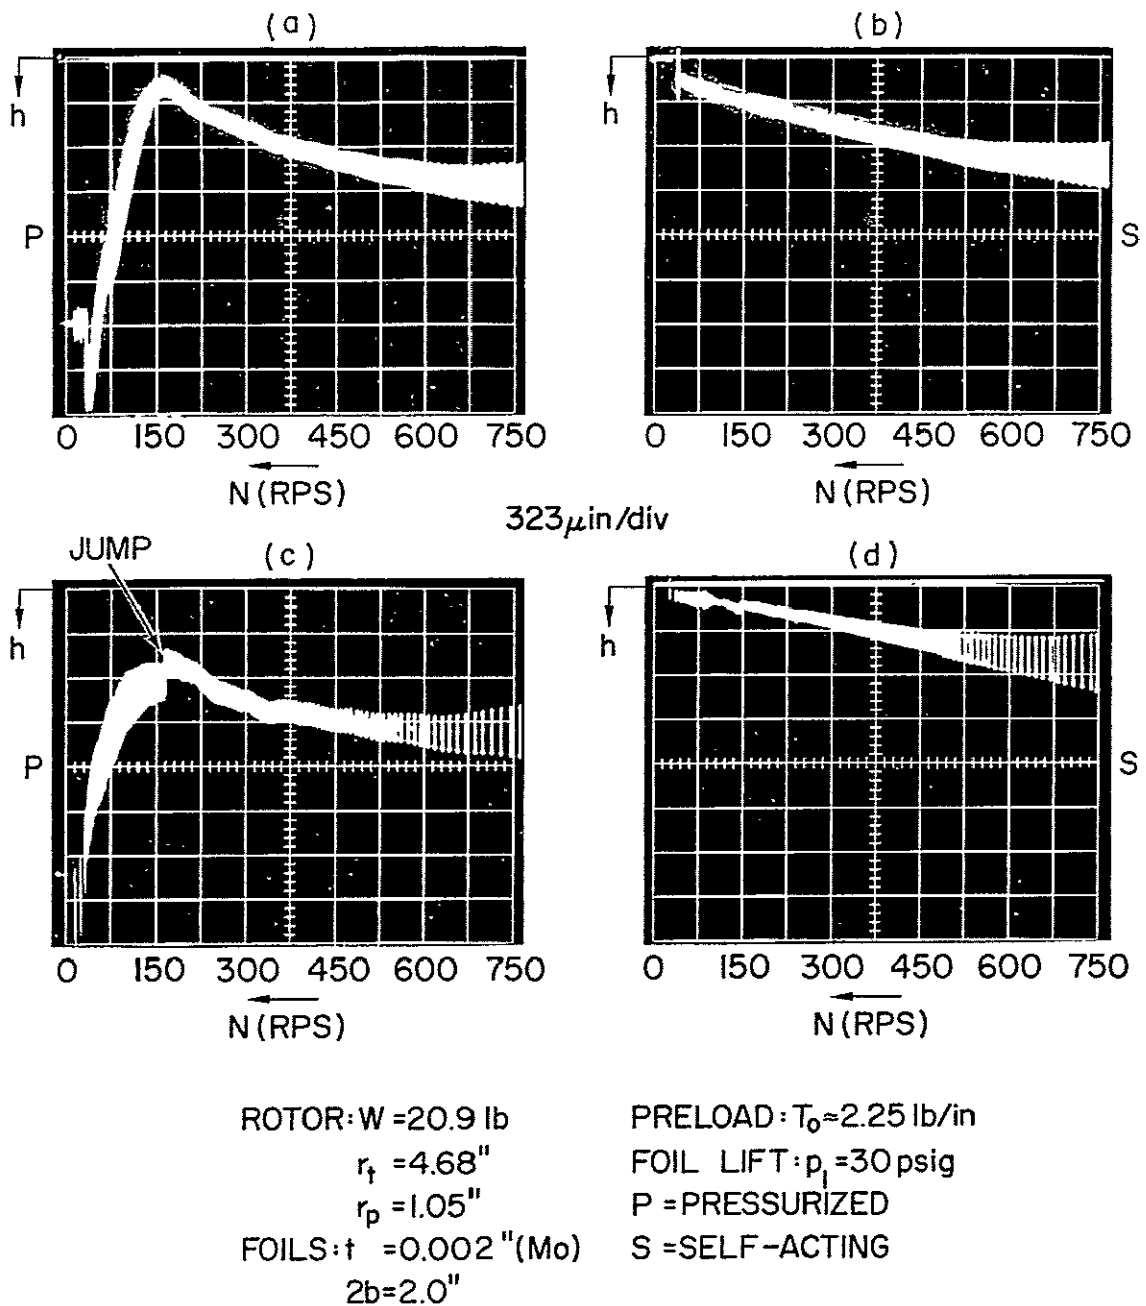 (a) (b)
h h
P S
0 150 300 450 600 750 0 150 300 450 600 750
N (RPS) N (RPS)
323μin/div
JUMP (c) (d)
h h
P S
0 150 300 450 600 750 0 150 300 450 600 750
N (RPS) N (RPS)
ROTOR: W = 20.9 lb PRELOAD: T₀≈2.25 lb/in
r_t = 4.68" FOIL LIFT: p_l = 30 psig
r_p = 1.05" P = PRESSURIZED
FOILS: t = 0.002" (Mo) S = SELF-ACTING
2b = 2.0"